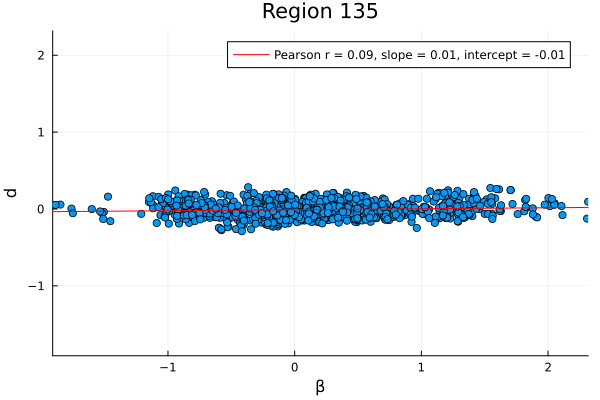 Region 135
Pearson r = 0.09, slope = 0.01, intercept = -0.01
2
1
0
−1
d
−1 0 1 2
β